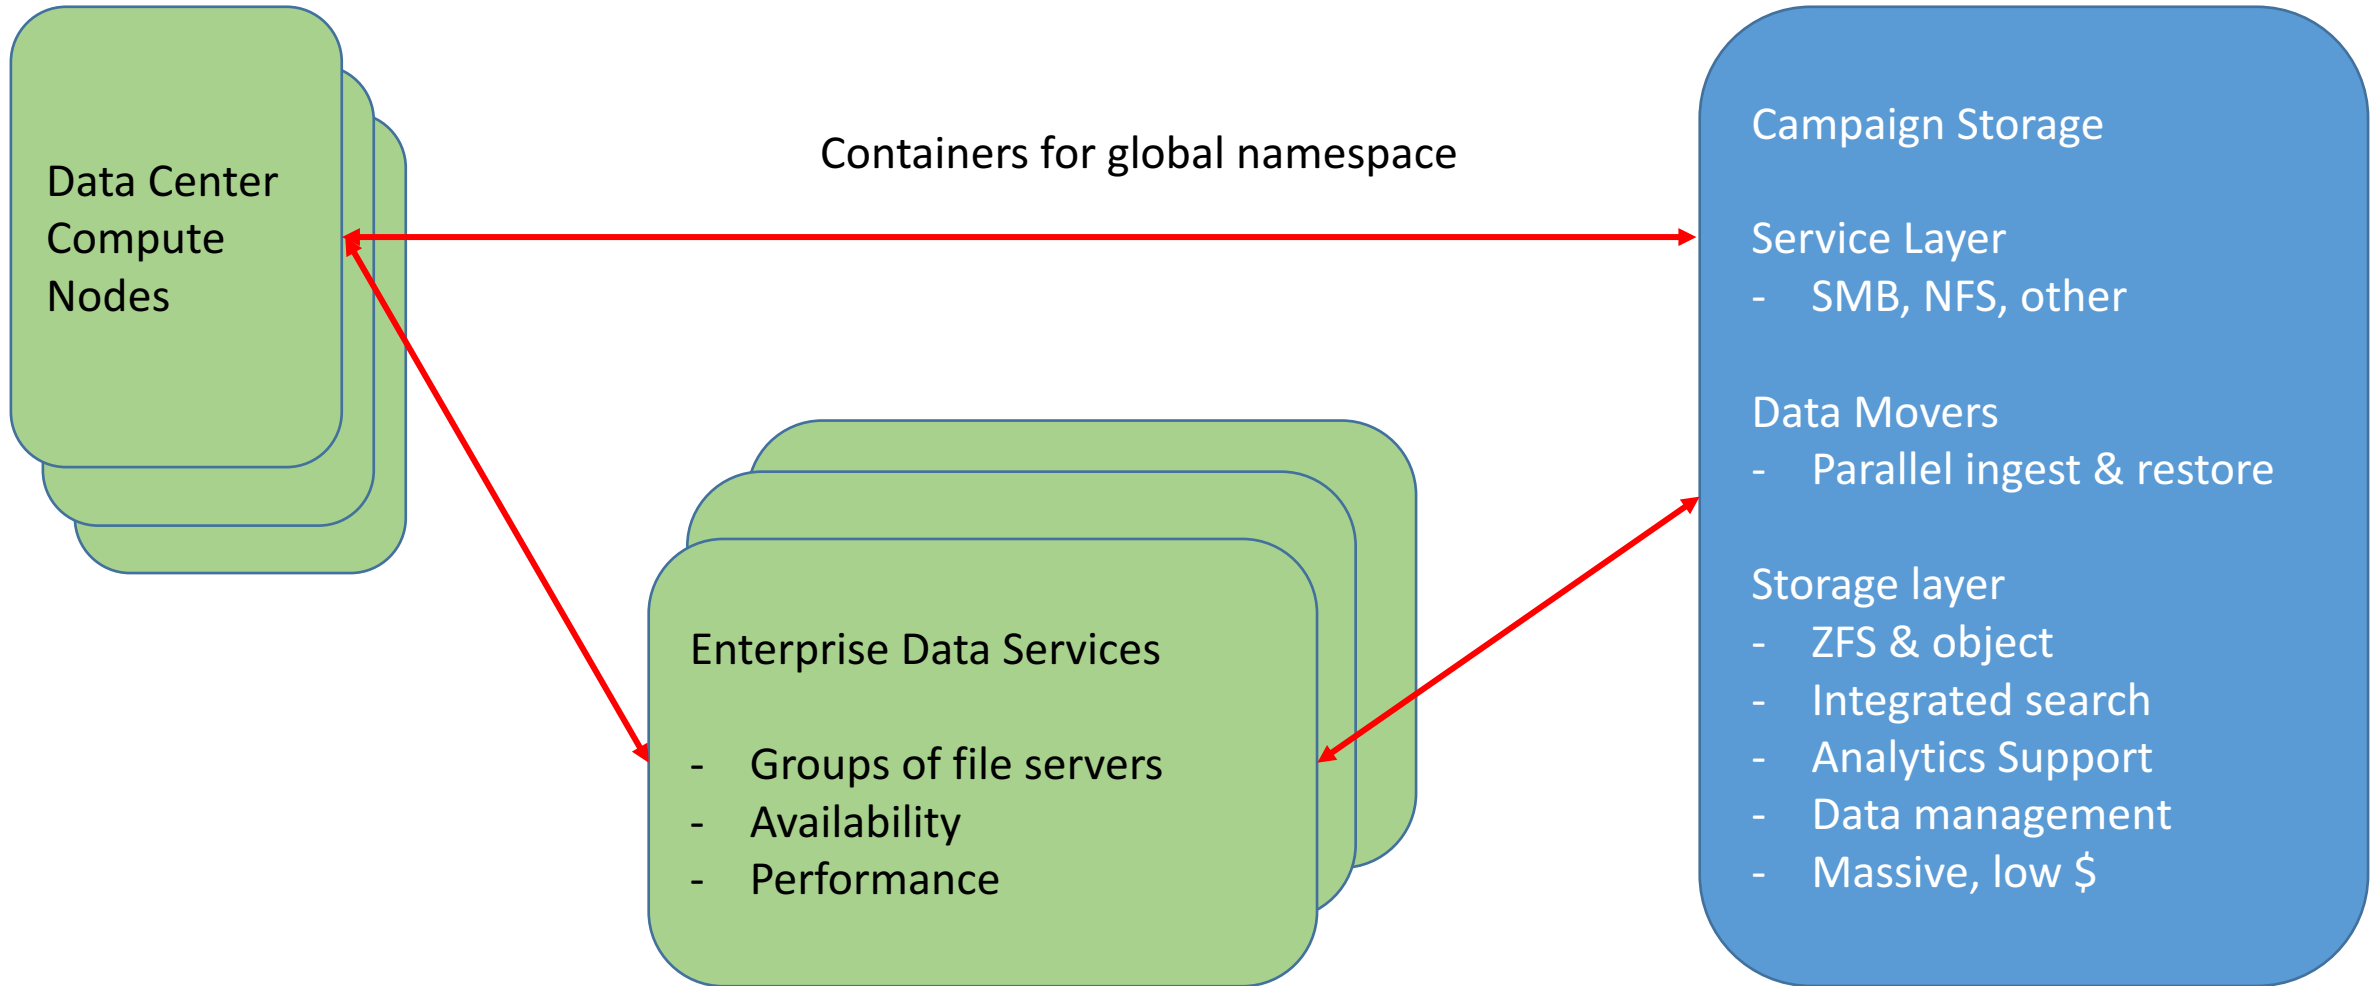 Data Center
Compute
Nodes
Containers for global namespace
Enterprise Data Services
- Groups of file servers
- Availability
- Performance
Campaign Storage
Service Layer
- SMB, NFS, other
Data Movers
- Parallel ingest & restore
Storage layer
- ZFS & object
- Integrated search
- Analytics Support
- Data management
- Massive, low $